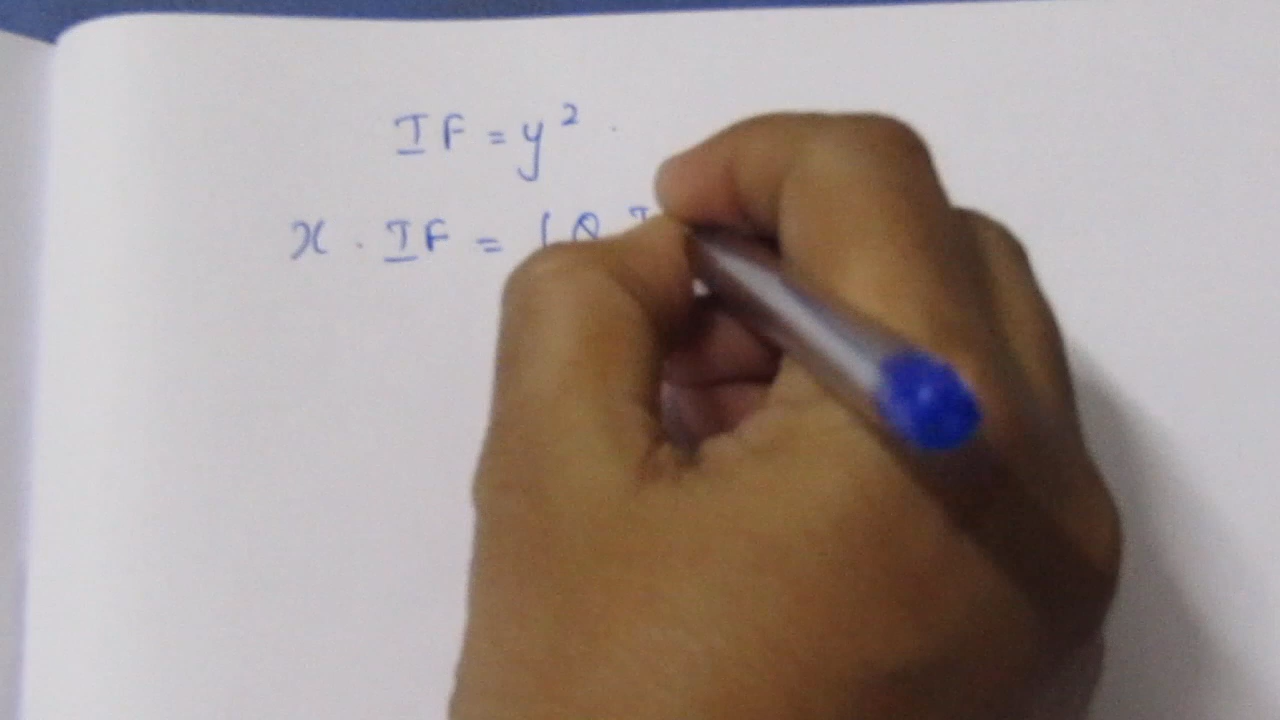 IF = y².
x . IF = ∫ Q I